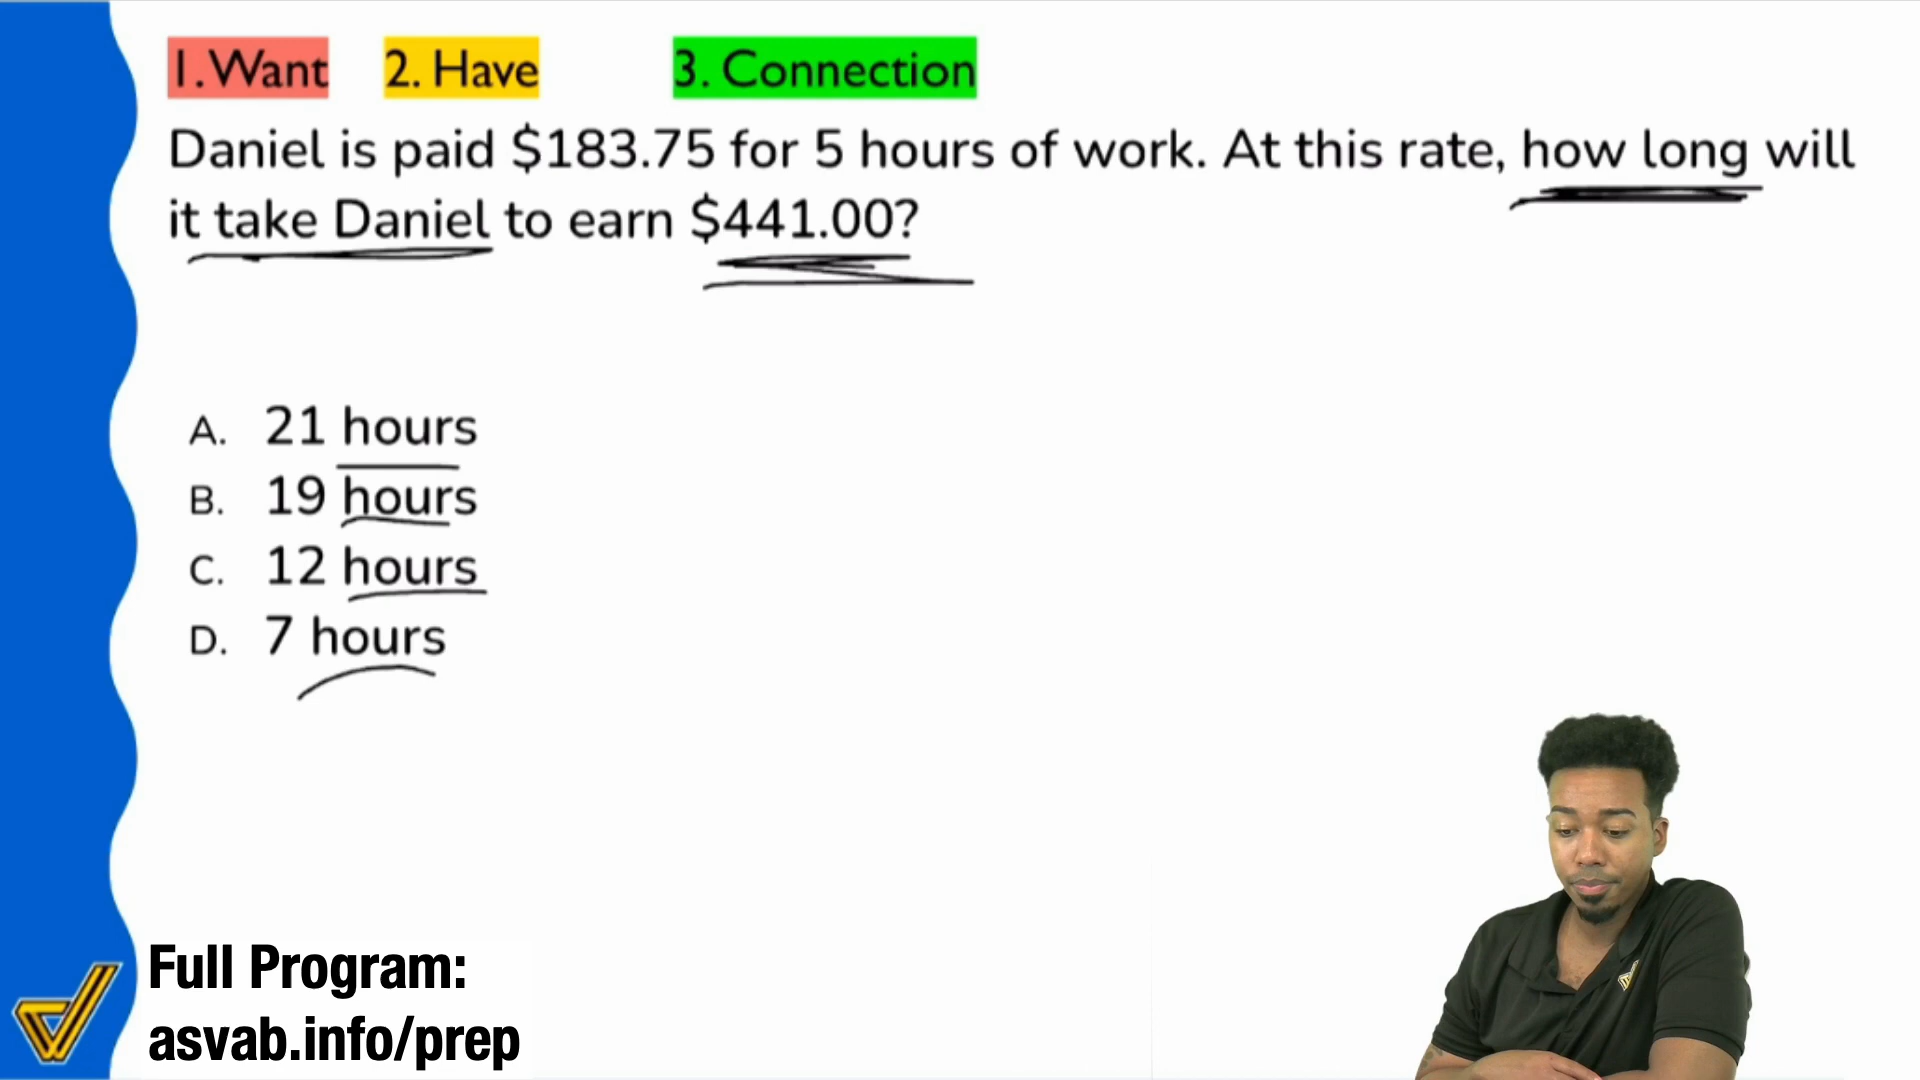 1. Want 2. Have 3. Connection
Daniel is paid $183.75 for 5 hours of work. At this rate, how long will
it take Daniel to earn $441.00?
A. 21 hours
B. 19 hours
C. 12 hours
D. 7 hours
Full Program:
asvab.info/prep